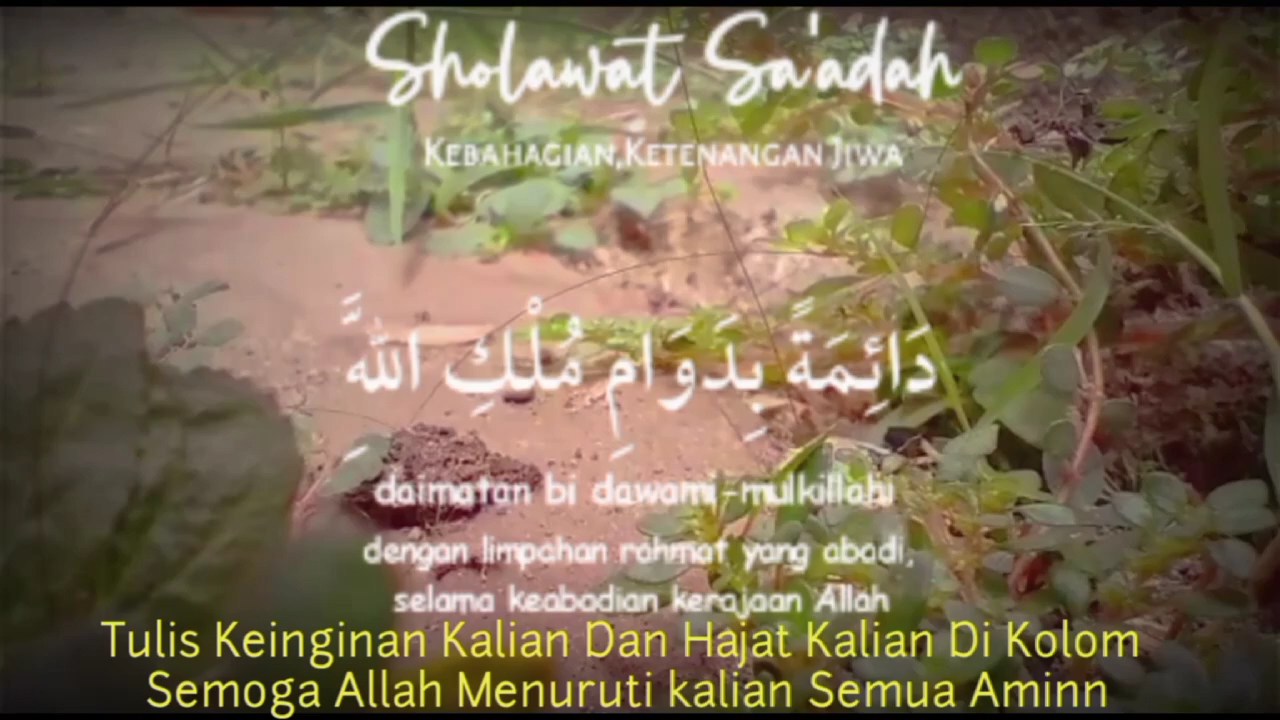 Sholawat Sa'adah
KEBAHAGIAN,KETENANGAN JIWA
دَائِمَةً بِدَوَامِ مُلْكِ اللهَِّ
daimatan bi dawami-mulkillahi
dengan limpahan rahmat yang abadi,
selama keabadian kerajaan Allah
Tulis Keinginan Kalian Dan Hajat Kalian Di Kolom
Semoga Allah Menuruti kalian Semua Aminn